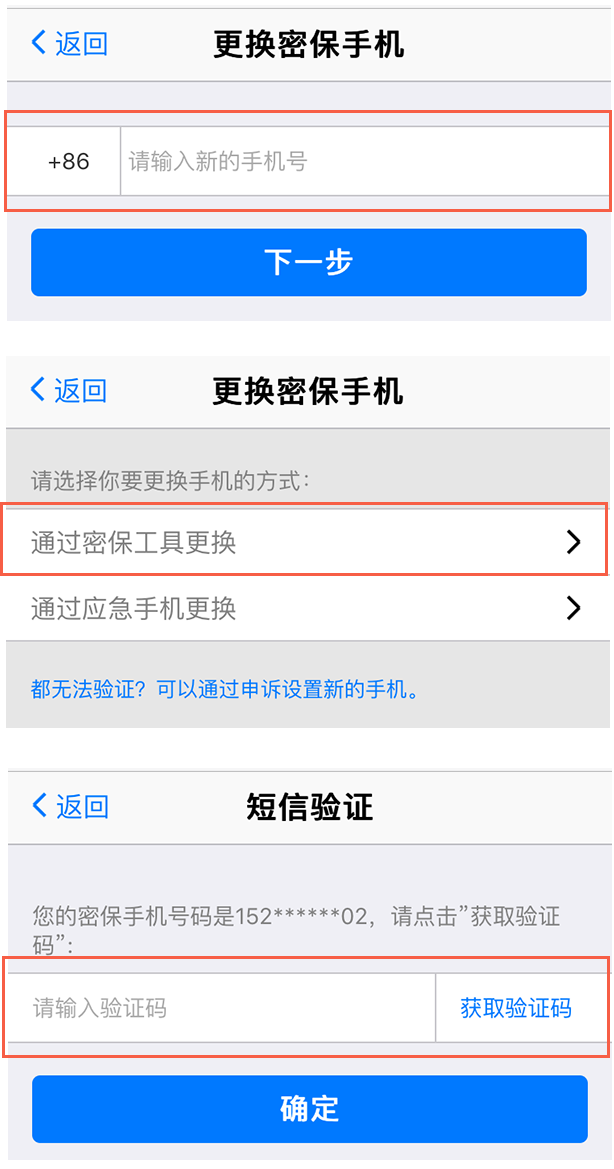 返回 更换密保手机
+86 请输入新的手机号
下一步
返回 更换密保手机
请选择你要更换手机的方式：
通过密保工具更换
通过应急手机更换
都无法验证？可以通过申诉设置新的手机。
返回 短信验证
您的密保手机号码是152******02，请点击”获取验证
码”：
请输入验证码 获取验证码
确定